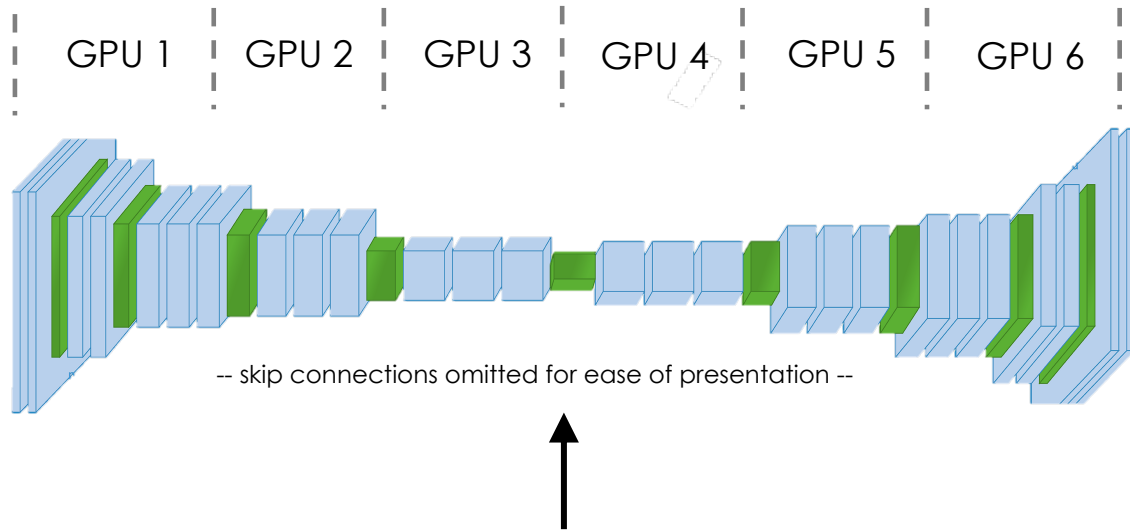 GPU 1 GPU 2 GPU 3 GPU 4 GPU 5 GPU 6
-- skip connections omitted for ease of presentation --